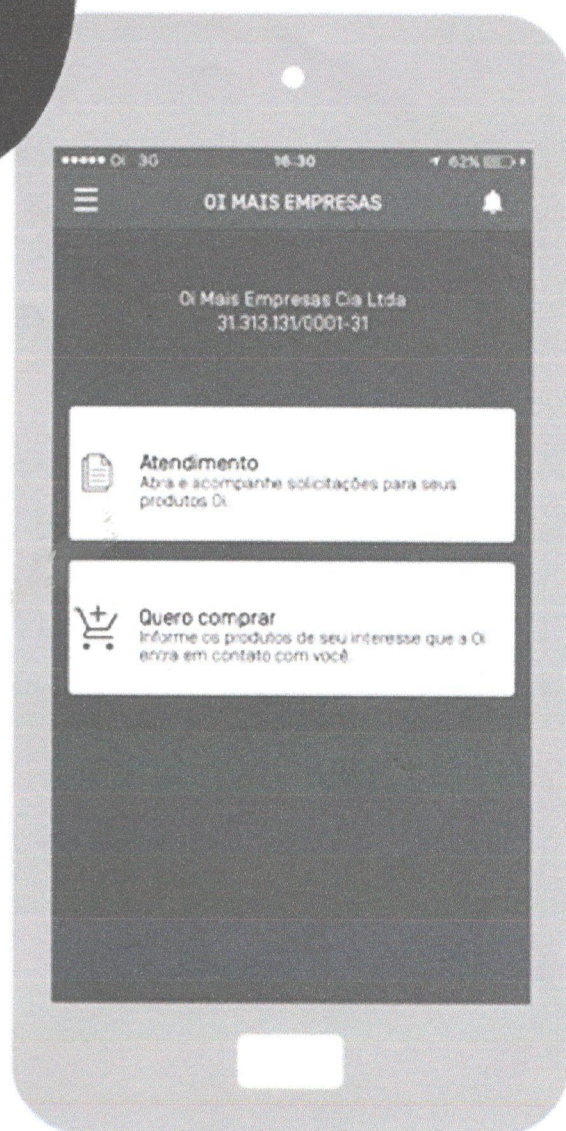 Oi 3G 16:30 62%
OI MAIS EMPRESAS
Oi Mais Empresas Cia Ltda
31.313.131/0001-31
Atendimento
Abra e acompanhe solicitações para seus
produtos Oi.
Quero comprar
Informe os produtos de seu interesse que a Oi
entra em contato com você.